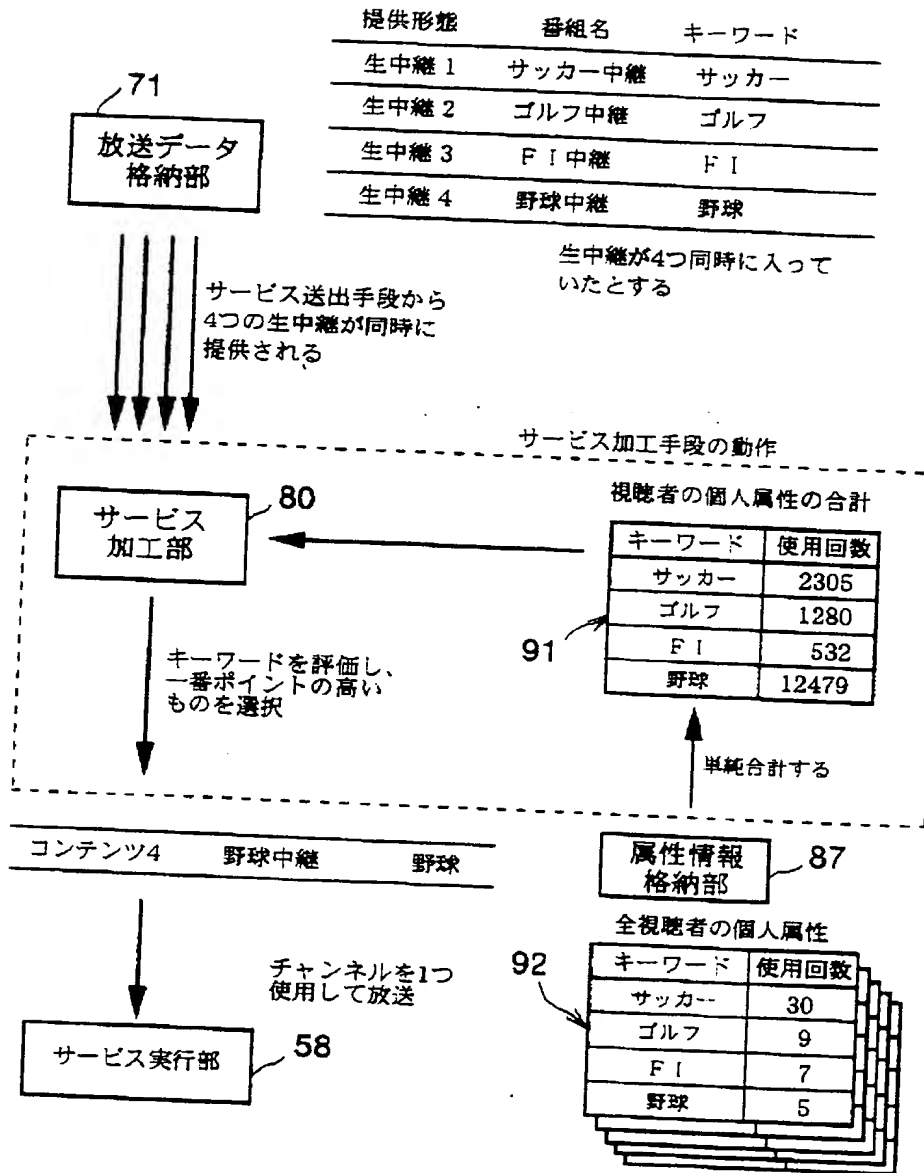 提供形態 番組名 キーワード
生中継1 サッカー中継 サッカー
生中継2 ゴルフ中継 ゴルフ
生中継3 FI中継 FI
生中継4 野球中継 野球
生中継が4つ同時に入って
いたとする
71
放送データ
格納部
サービス送出手段から
4つの生中継が同時に
提供される
サービス加工手段の動作
80
サービス
加工部
視聴者の個人属性の合計
キーワード 使用回数
サッカー 2305
ゴルフ 1280
FI 532
野球 12479
91
キーワードを評価し、
一番ポイントの高い
ものを選択
単純合計する
コンテンツ4 野球中継 野球
属性情報
格納部
87
全視聴者の個人属性
92
キーワード 使用回数
サッカー 30
ゴルフ 9
FI 7
野球 5
チャンネルを1つ
使用して放送
サービス実行部
58